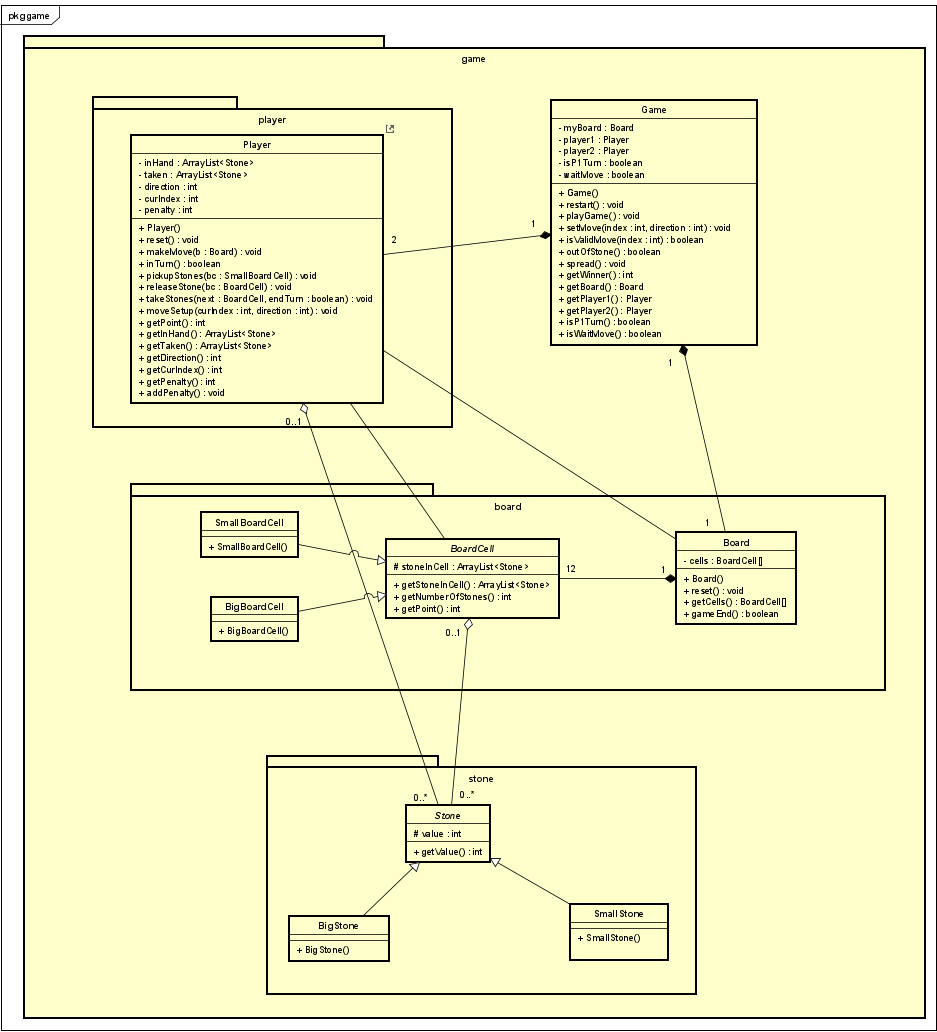 pkg game
game
player
Player
- inHand : ArrayList<Stone>
- taken : ArrayList<Stone>
- direction : int
- curIndex : int
- penalty : int
+ Player()
+ reset() : void
+ makeMove(b : Board) : void
+ inTurn() : boolean
+ pickupStones(bc : SmallBoardCell) : void
+ releaseStone(bc : BoardCell) : void
+ takeStones(next : BoardCell, endTurn : boolean) : void
+ moveSetup(curIndex : int, direction : int) : void
+ getPoint() : int
+ getInHand() : ArrayList<Stone>
+ getTaken() : ArrayList<Stone>
+ getDirection() : int
+ getCurIndex() : int
+ getPenalty() : int
+ addPenalty() : void
Game
- myBoard : Board
- player1 : Player
- player2 : Player
- isP1Turn : boolean
- waitMove : boolean
+ Game()
+ restart() : void
+ playGame() : void
+ setMove(index : int, direction : int) : void
+ isValidMove(index : int) : boolean
+ outOfStone() : boolean
+ spread() : void
+ getWinner() : int
+ getBoard() : Board
+ getPlayer1() : Player
+ getPlayer2() : Player
+ isP1Turn() : boolean
+ isWaitMove() : boolean
2
1
1
0..1
board
SmallBoardCell
+ SmallBoardCell()
BigBoardCell
+ BigBoardCell()
BoardCell
# stoneInCell : ArrayList<Stone>
+ getStoneInCell() : ArrayList<Stone>
+ getNumberOfStones() : int
+ getPoint() : int
12
1
1
Board
- cells : BoardCell[]
+ Board()
+ reset() : void
+ getCells() : BoardCell[]
+ gameEnd() : boolean
0..1
stone
0..*
0..*
Stone
# value : int
+ getValue() : int
BigStone
+ BigStone()
SmallStone
+ SmallStone()